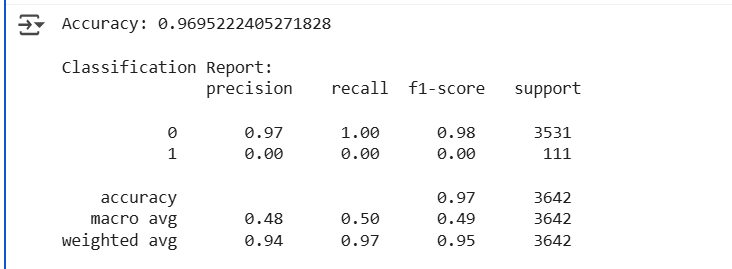 Accuracy: 0.9695222405271828
Classification Report:
precision recall f1-score support
0 0.97 1.00 0.98 3531
1 0.00 0.00 0.00 111
accuracy 0.97 3642
macro avg 0.48 0.50 0.49 3642
weighted avg 0.94 0.97 0.95 3642